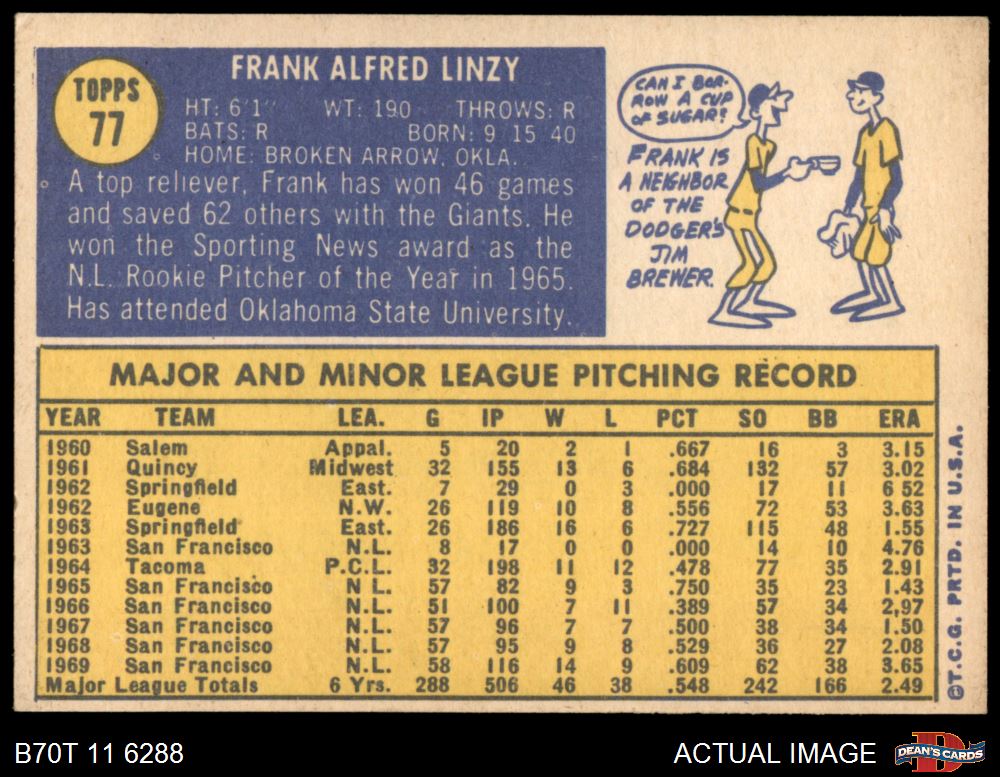 TOPPS
77
FRANK ALFRED LINZY
HT: 6'1" WT: 190 THROWS: R
BATS: R BORN: 9 15 40
HOME: BROKEN ARROW, OKLA.
A top reliever, Frank has won 46 games
and saved 62 others with the Giants. He
won the Sporting News award as the
N.L. Rookie Pitcher of the Year in 1965.
Has attended Oklahoma State University.
CAN I BOR-
ROW A CUP
OF SUGAR?
FRANK IS
A NEIGHBOR
OF THE
DODGER'S
JIM
BREWER.
MAJOR AND MINOR LEAGUE PITCHING RECORD
YEAR TEAM LEA. G IP W L PCT SO BB ERA
1960 Salem Appal. 5 20 2 1 .667 16 3 3.15
1961 Quincy Midwest 32 155 13 6 .684 132 57 3.02
1962 Springfield East. 7 29 0 3 .000 17 11 6 52
1962 Eugene N.W. 26 119 10 8 .556 72 53 3.63
1963 Springfield East. 26 186 16 6 .727 115 48 1.55
1963 San Francisco N.L. 8 17 0 0 .000 14 10 4.76
1964 Tacoma P.C.L. 32 198 11 12 .478 77 35 2.91
1965 San Francisco N L. 57 82 9 3 .750 35 23 1.43
1966 San Francisco N.L. 51 100 7 11 .389 57 34 2,97
1967 San Francisco N.L. 57 96 7 7 .500 38 34 1.50
1968 San Francisco N.L. 57 95 9 8 .529 36 27 2.08
1969 San Francisco N.L. 58 116 14 9 .609 62 38 3.65
Major League Totals 6 Yrs. 288 506 46 38 .548 242 166 2.49
©T.C.G. PRTD. IN U.S.A.
B70T 11 6288
ACTUAL IMAGE
DEAN'S CARDS